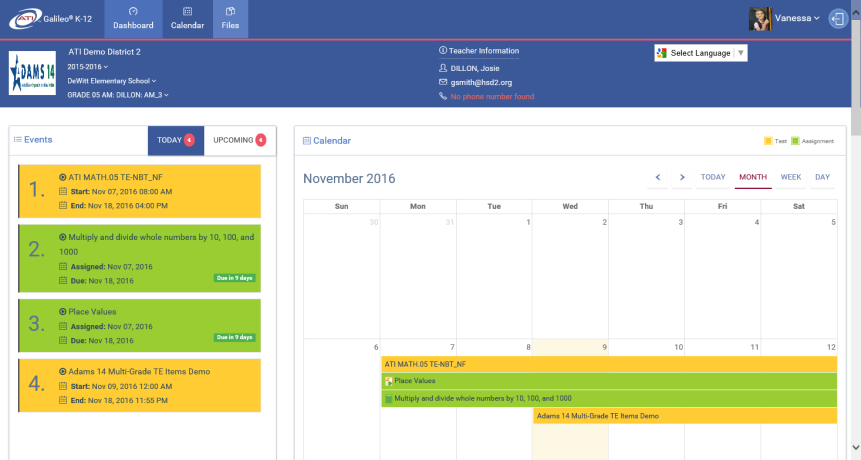 ATI
Galileo® K-12
Dashboard
Calendar
Files
Vanessa
ATI Demo District 2
2015-2016
DeWitt Elementary School
GRADE 05 AM: DILLON: AM_3
ADAMS 14
Teacher Information
DILLON, Josie
gsmith@hsd2.org
No phone number found
Select Language
Events
TODAY 4
UPCOMING 4
1.
ATI MATH.05 TE-NBT_NF
Start: Nov 07, 2016 08:00 AM
End: Nov 18, 2016 04:00 PM
2.
Multiply and divide whole numbers by 10, 100, and
1000
Assigned: Nov 07, 2016
Due: Nov 18, 2016
Due in 9 days
3.
Place Values
Assigned: Nov 07, 2016
Due: Nov 18, 2016
Due in 9 days
4.
Adams 14 Multi-Grade TE Items Demo
Start: Nov 09, 2016 12:00 AM
End: Nov 18, 2016 11:55 PM
Calendar
Test
Assignment
November 2016
< > TODAY MONTH WEEK DAY
Sun Mon Tue Wed Thu Fri Sat
30 31 1 2 3 4 5
6 7 8 9 10 11 12
ATI MATH.05 TE-NBT_NF
Place Values
Multiply and divide whole numbers by 10, 100, and 1000
Adams 14 Multi-Grade TE Items Demo